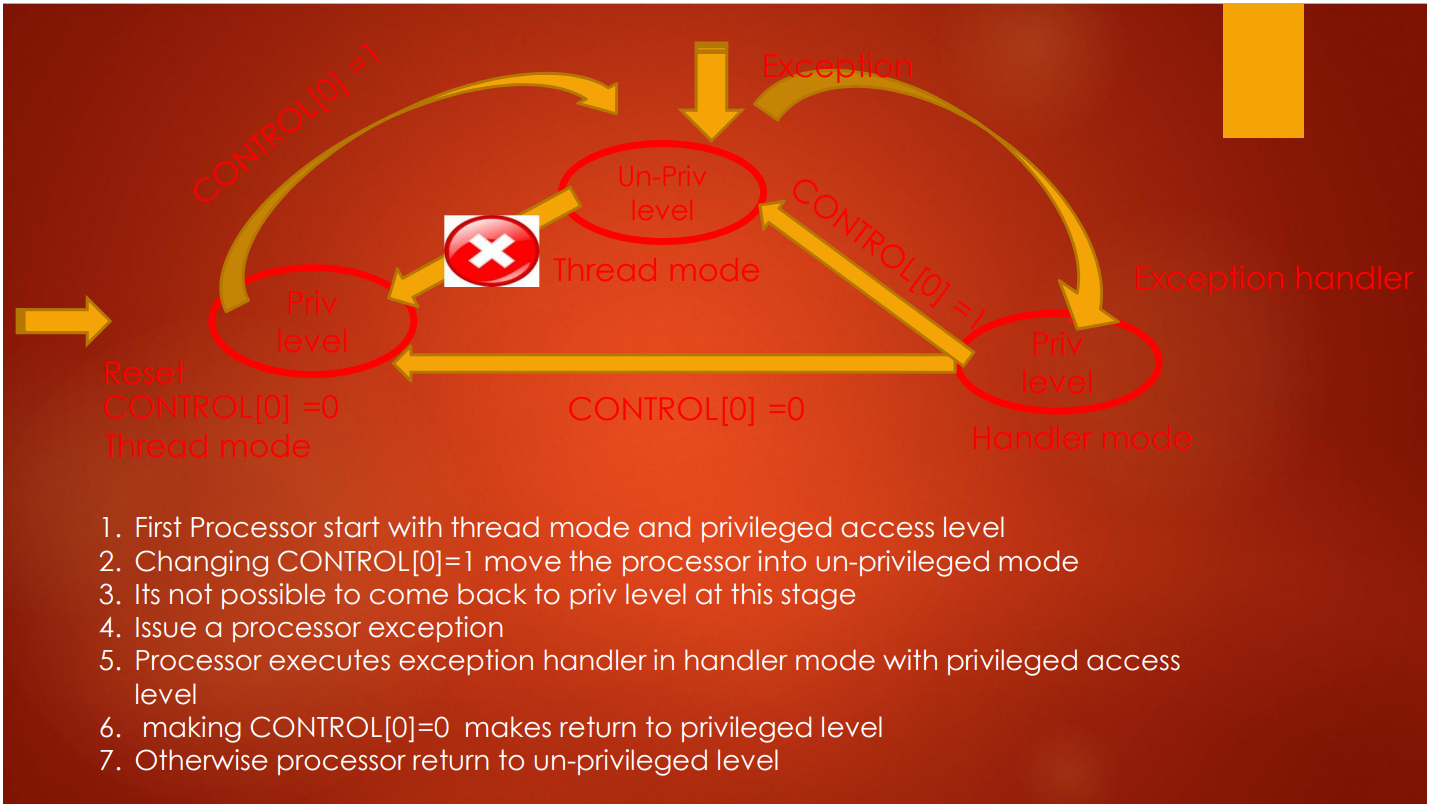 CONTROL[0] =1
Exception
Un-Priv
level
CONTROL[0] =1
Thread mode
Exception handler
Priv
level
Priv
level
Reset
CONTROL[0] =0
Thread mode
CONTROL[0] =0
Handler mode
1. First Processor start with thread mode and privileged access level
2. Changing CONTROL[0]=1 move the processor into un-privileged mode
3. Its not possible to come back to priv level at this stage
4. Issue a processor exception
5. Processor executes exception handler in handler mode with privileged access
level
6. making CONTROL[0]=0 makes return to privileged level
7. Otherwise processor return to un-privileged level